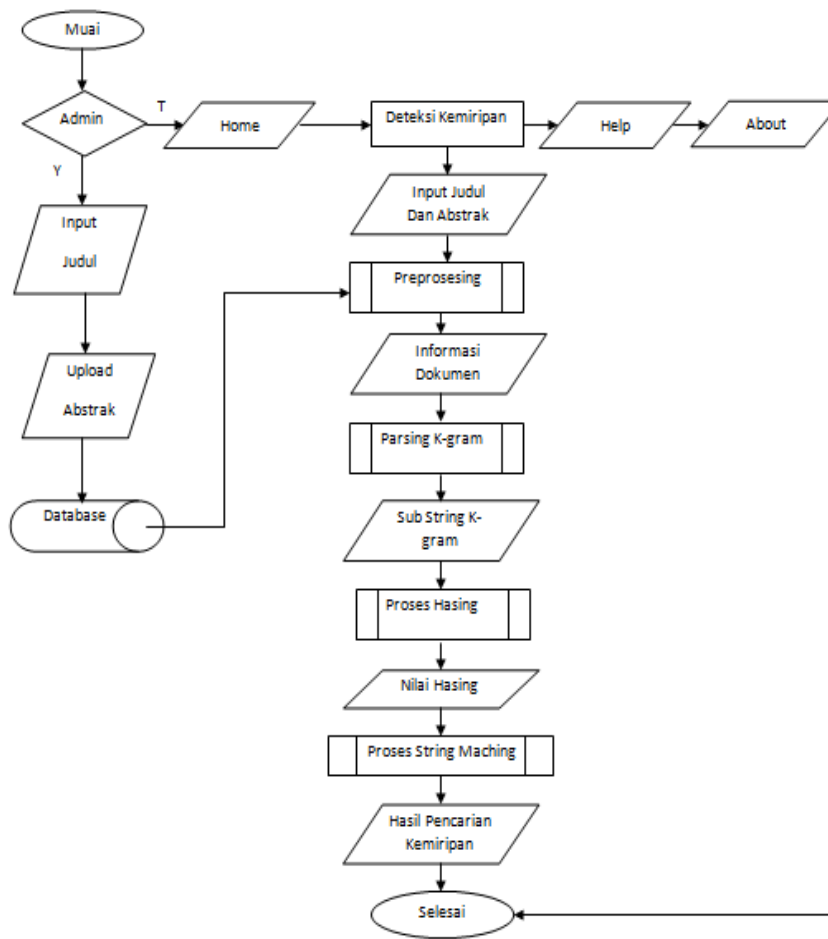 Muai
Admin
T
Home
Deteksi Kemiripan
Help
About
Y
Input
Judul
Upload
Abstrak
Database
Input Judul
Dan Abstrak
Preprosesing
Informasi
Dokumen
Parsing K-gram
Sub String K-
gram
Proses Hasing
Nilai Hasing
Proses String Maching
Hasil Pencarian
Kemiripan
Selesai